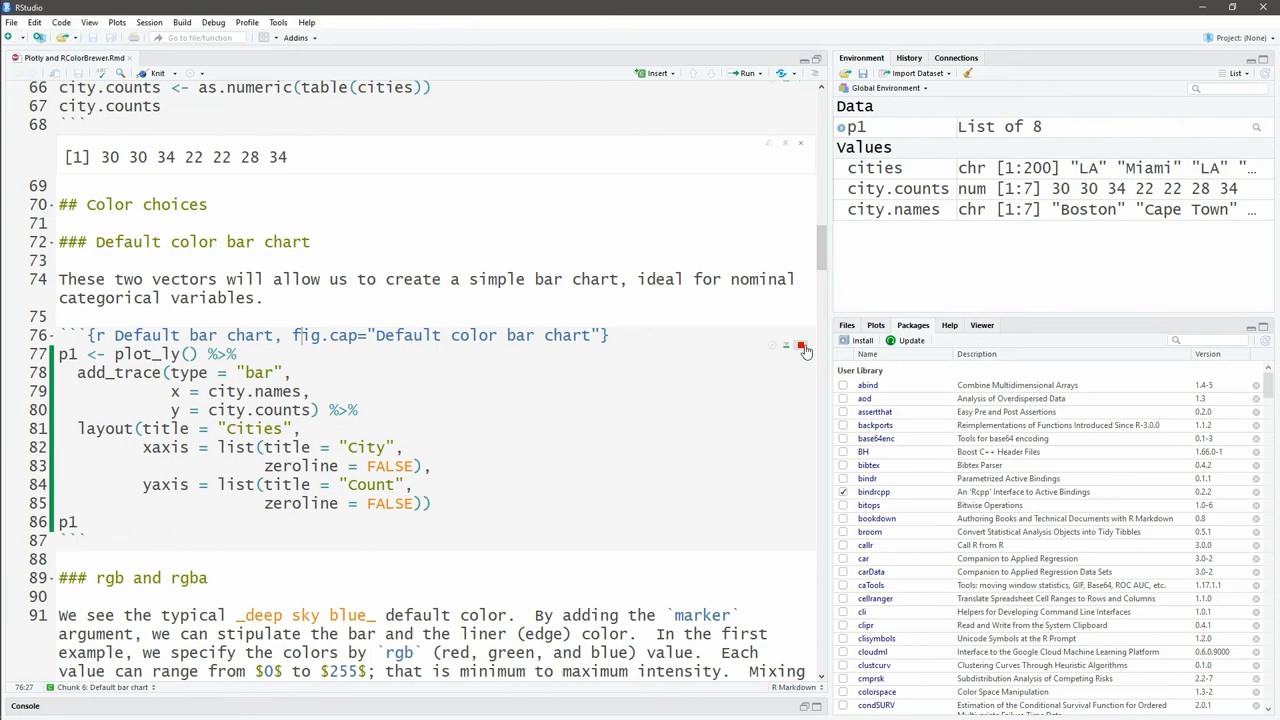 RStudio
File Edit Code View Plots Session Build Debug Profile Tools Help
Go to file/function Addins Project: (None)
Plotly and RColorBrewer.Rmd
Knit Insert Run
66 city.counts <- as.numeric(table(cities))
67 city.counts
68 ```
[1] 30 30 34 22 22 28 34
69
70 ## Color choices
71
72 ### Default color bar chart
73
74 These two vectors will allow us to create a simple bar chart, ideal for nominal
categorical variables.
75
76 ```{r Default bar chart, fig.cap="Default color bar chart"}
77 p1 <- plot_ly() %>%
78 add_trace(type = "bar",
79 x = city.names,
80 y = city.counts) %>%
81 layout(title = "Cities",
82 xaxis = list(title = "City",
83 zeroline = FALSE),
84 yaxis = list(title = "Count",
85 zeroline = FALSE))
86 p1
87 ```
88
89 ### rgb and rgba
90
91 We see the typical _deep sky blue_ default color.  By adding the `marker`
argument, we can stipulate the bar and the liner (edge) color.  In the first
example, we specify the colors by `rgb` (red, green, and blue) value.  Each
value can range from $0$ to $255$; that is minimum to maximum intensity.  Mixing
76:27 Chunk 6: Default bar chart R Markdown
Console
Environment History Connections
Import Dataset List
Global Environment
Data
p1 List of 8
Values
cities chr [1:200] "LA" "Miami" "LA" "…
city.counts num [1:7] 30 30 34 22 22 28 34
city.names chr [1:7] "Boston" "Cape Town" …
Files Plots Packages Help Viewer
Install Update
Name Description Version
User Library
abind Combine Multidimensional Arrays 1.4-5
aod Analysis of Overdispersed Data 1.3
assertthat Easy Pre and Post Assertions 0.2.0
backports Reimplementations of Functions Introduced Since R-3.0.0 1.1.2
base64enc Tools for base64 encoding 0.1-3
BH Boost C++ Header Files 1.66.0-1
bibtex Bibtex Parser 0.4.2
bindr Parametrized Active Bindings 0.1.1
bindrcpp An 'Rcpp' Interface to Active Bindings 0.2.2
bitops Bitwise Operations 1.0-6
bookdown Authoring Books and Technical Documents with R Markdown 0.8
broom Convert Statistical Analysis Objects into Tidy Tibbles 0.5.1
callr Call R from R 3.0.0
car Companion to Applied Regression 3.0-2
carData Companion to Applied Regression Data Sets 3.0-2
caTools Tools: moving window statistics, GIF, Base64, ROC AUC, etc. 1.17.1.1
cellranger Translate Spreadsheet Cell Ranges to Rows and Columns 1.1.0
cli Helpers for Developing Command Line Interfaces 1.0.1
clipr Read and Write from the System Clipboard 0.4.1
clisymbols Unicode Symbols at the R Prompt 1.2.0
cloudml Interface to the Google Cloud Machine Learning Platform 0.6.0.9000
clustcurv Clustering Curves Through Heuristic Algorithms
cmprsk Subdistribution Analysis of Competing Risks 2.2-7
colorspace Color Space Manipulation 1.3-2
condSURV Estimation of the Conditional Survival Function for Ordered 2.0.1